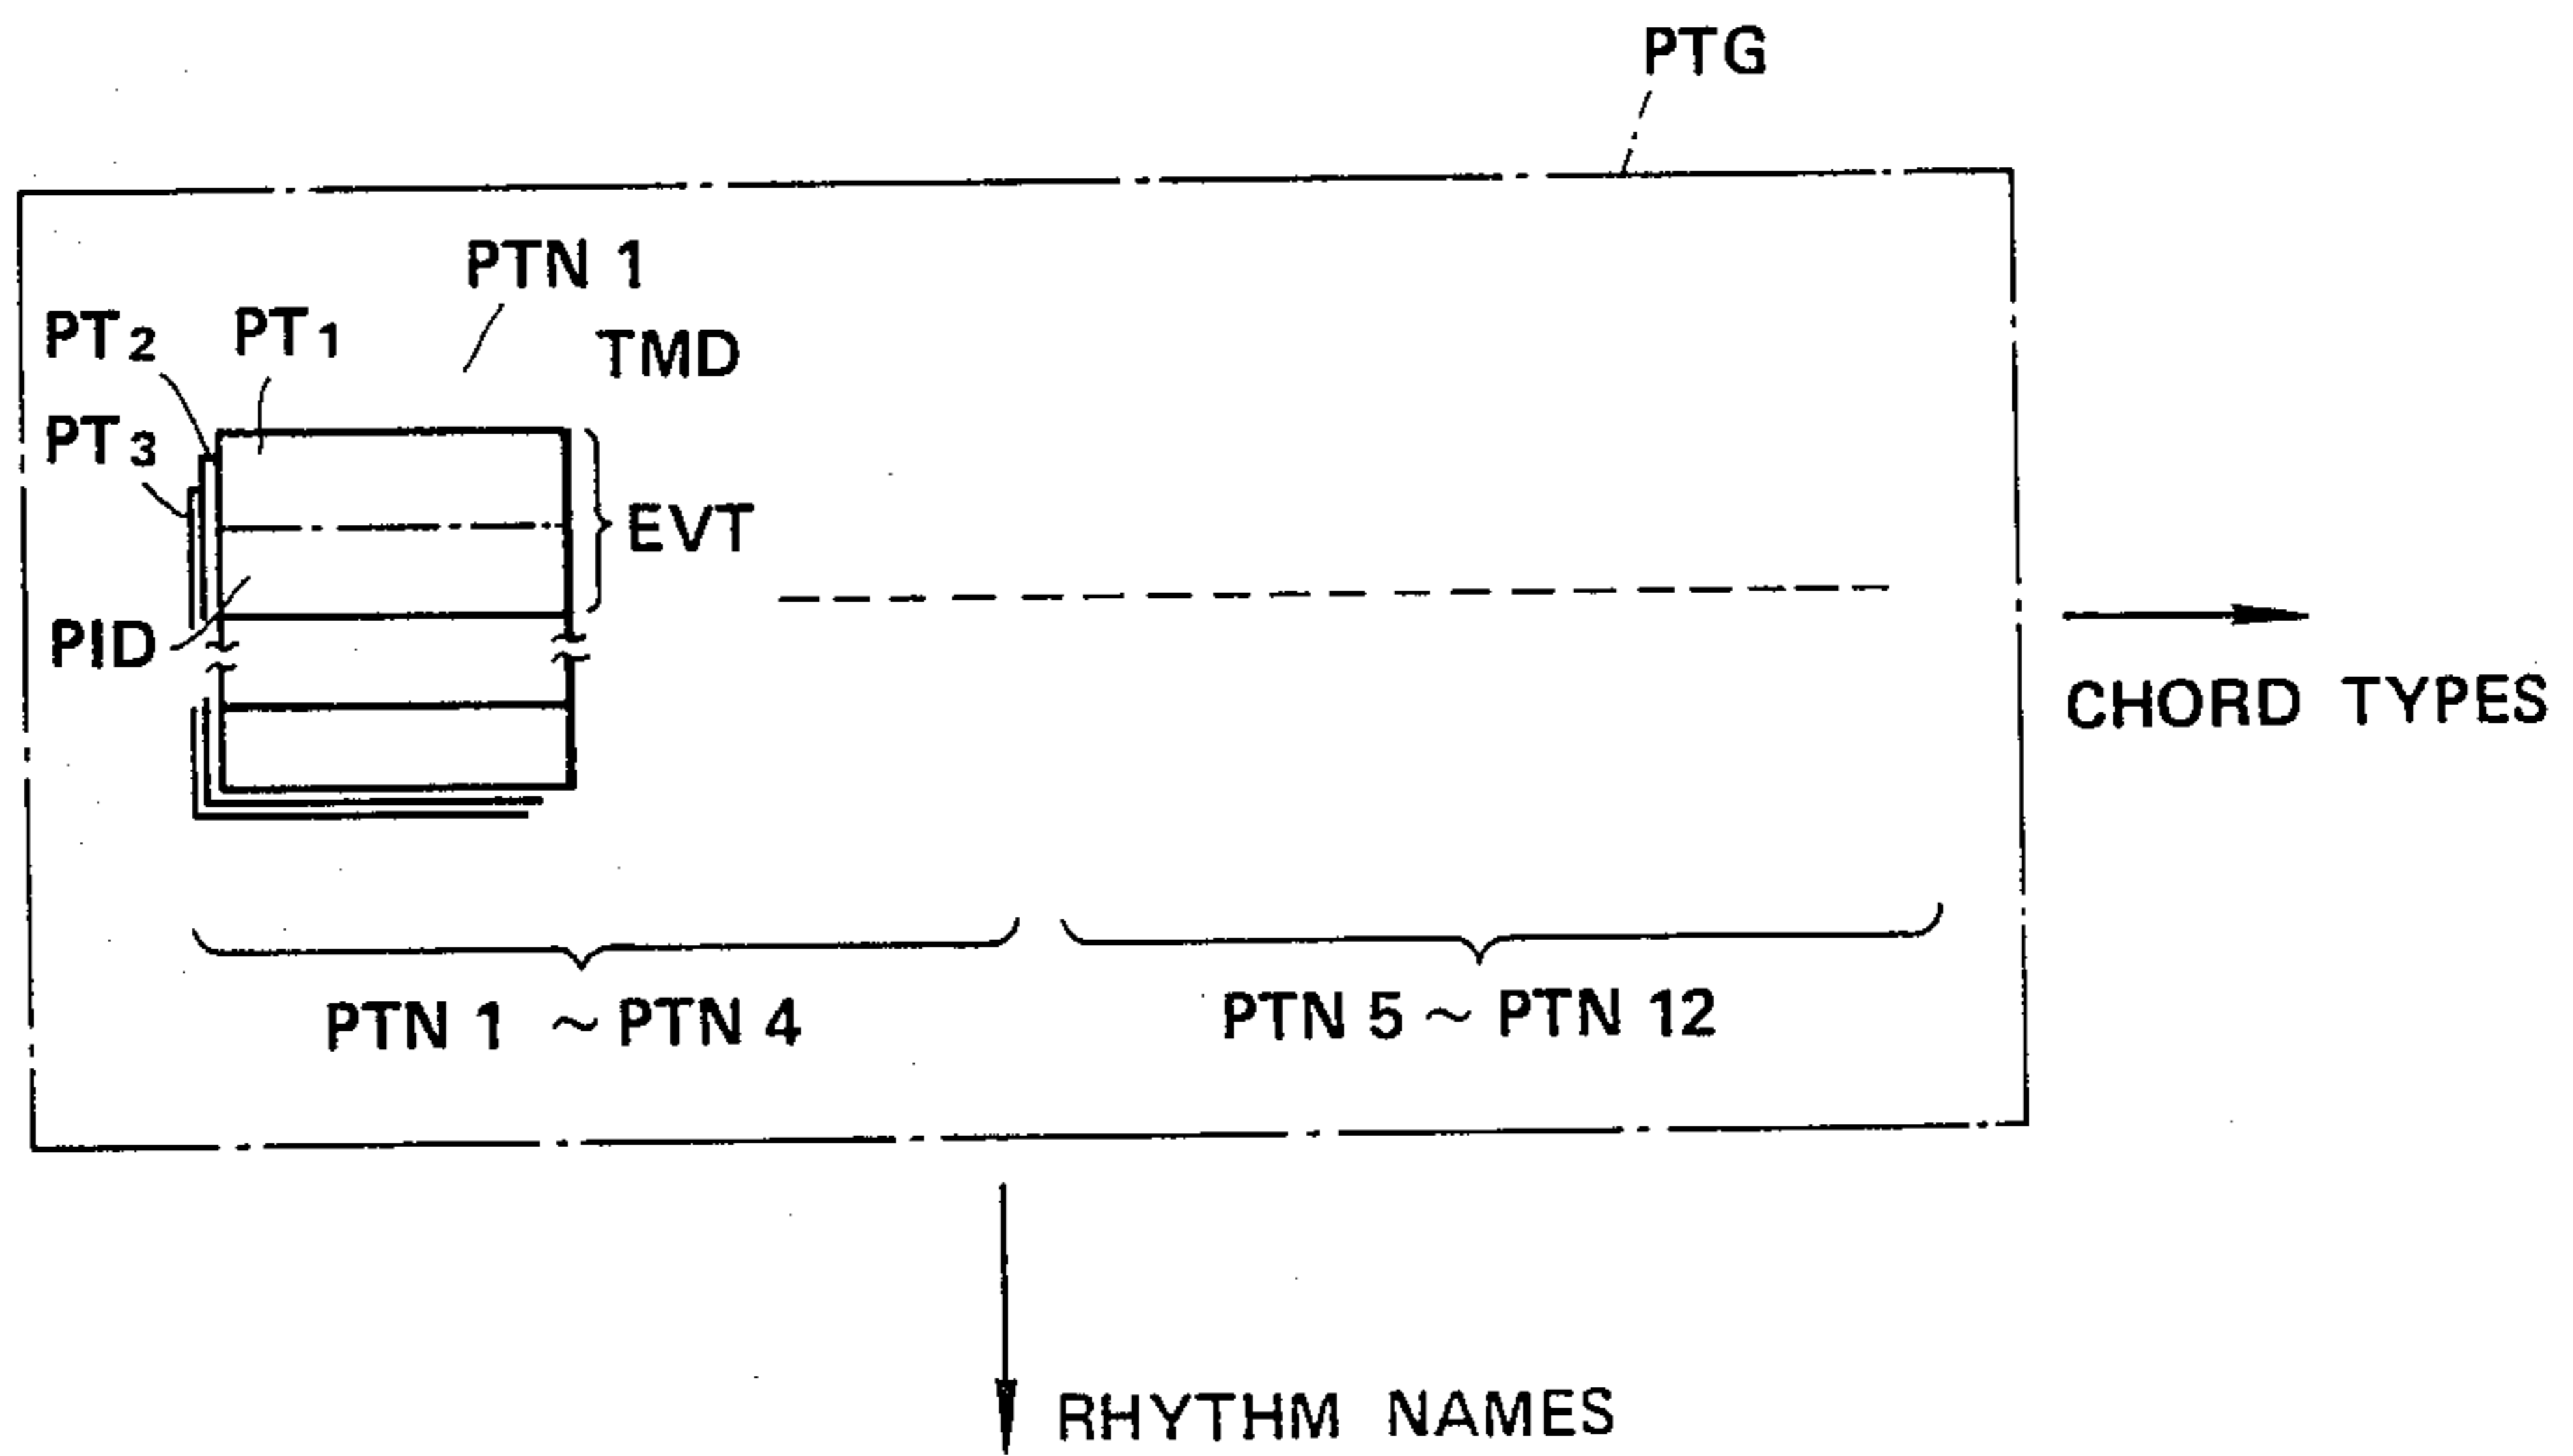 PTG
PTN 1
PT2 PT1 TMD
PT3
EVT
PID
CHORD TYPES
PTN 1 ~ PTN 4 PTN 5 ~ PTN 12
RHYTHM NAMES